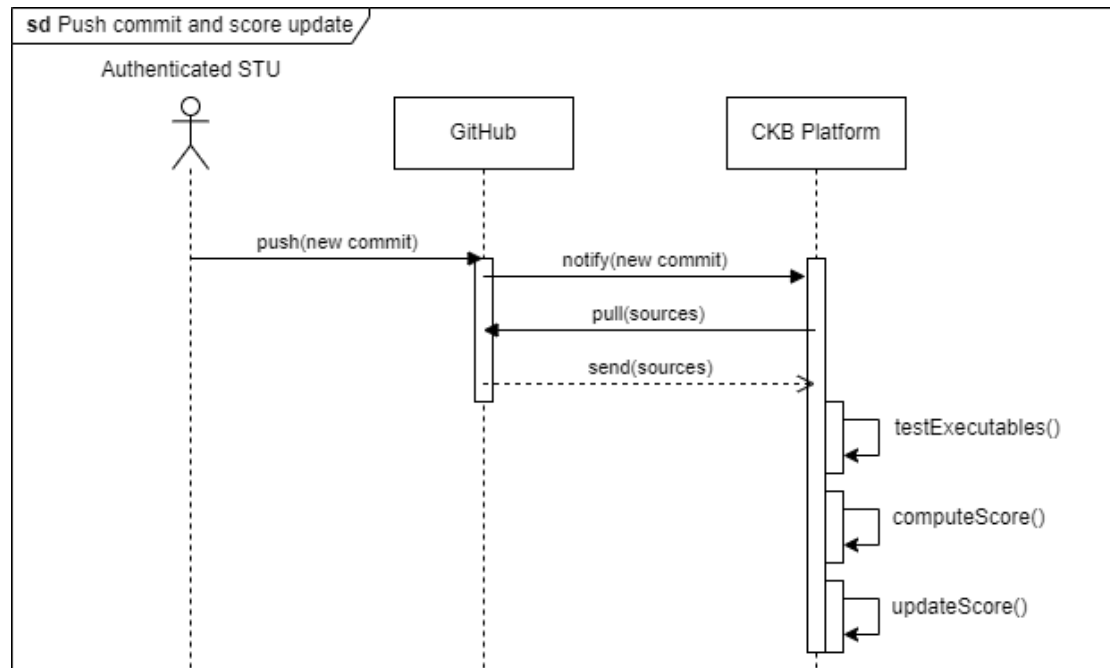 sd Push commit and score update
Authenticated STU
GitHub
CKB Platform
push(new commit)
notify(new commit)
pull(sources)
send(sources)
testExecutables()
computeScore()
updateScore()